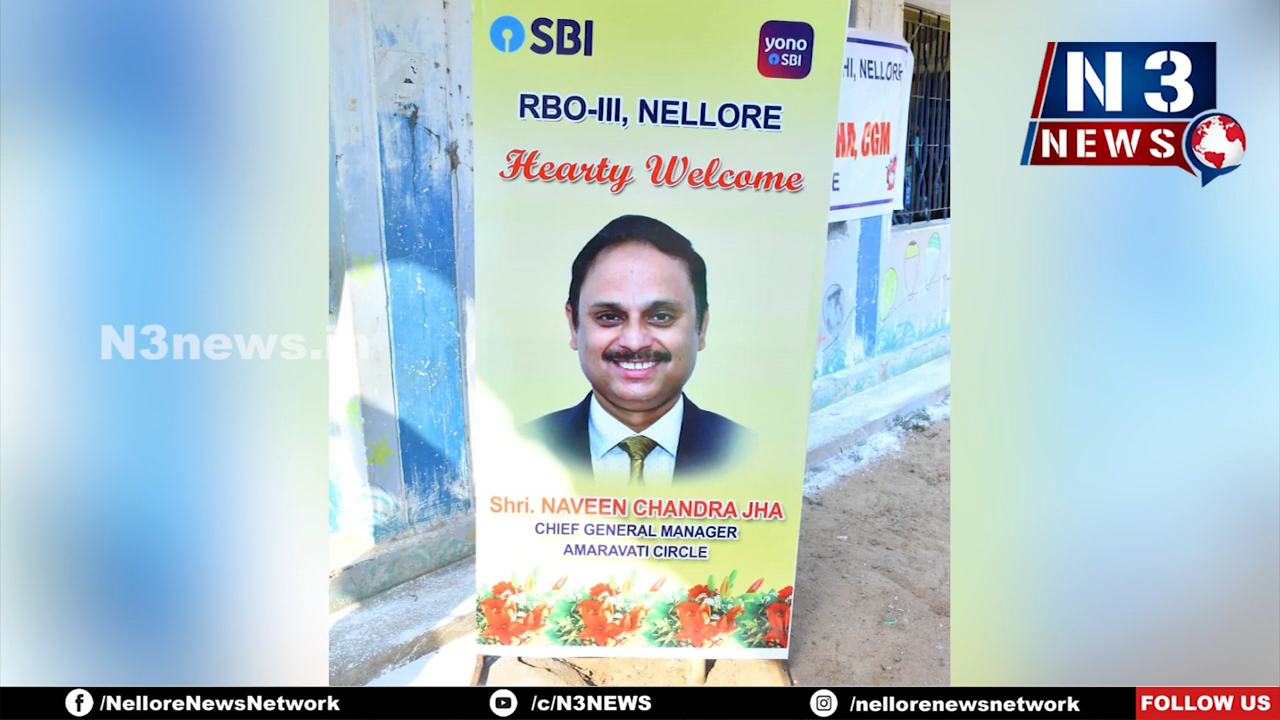 SBI
yono
SBI
RBO-III, NELLORE
Hearty Welcome
Shri. NAVEEN CHANDRA JHA
CHIEF GENERAL MANAGER
AMARAVATI CIRCLE
HI, NELLORE
CGM
N3
NEWS
N3news.in
/NelloreNewsNetwork
/c/N3NEWS
/nellorenewsnetwork
FOLLOW US